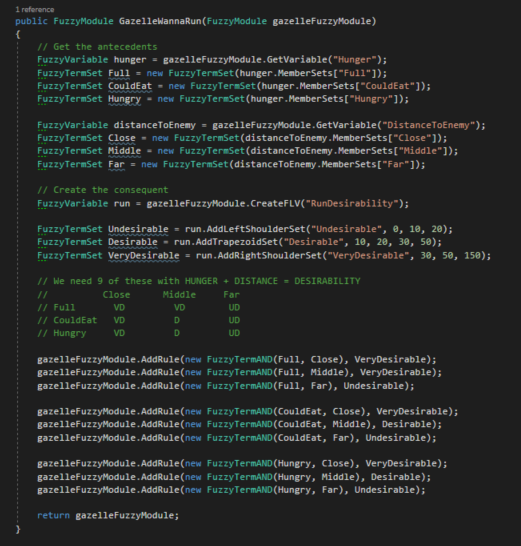 1 reference
public FuzzyModule GazelleWannaRun(FuzzyModule gazelleFuzzyModule)
{
// Get the antecedents
FuzzyVariable hunger = gazelleFuzzyModule.GetVariable("Hunger");
FuzzyTermSet Full = new FuzzyTermSet(hunger.MemberSets["Full"]);
FuzzyTermSet CouldEat = new FuzzyTermSet(hunger.MemberSets["CouldEat"]);
FuzzyTermSet Hungry = new FuzzyTermSet(hunger.MemberSets["Hungry"]);
FuzzyVariable distanceToEnemy = gazelleFuzzyModule.GetVariable("DistanceToEnemy");
FuzzyTermSet Close = new FuzzyTermSet(distanceToEnemy.MemberSets["Close"]);
FuzzyTermSet Middle = new FuzzyTermSet(distanceToEnemy.MemberSets["Middle"]);
FuzzyTermSet Far = new FuzzyTermSet(distanceToEnemy.MemberSets["Far"]);
// Create the consequent
FuzzyVariable run = gazelleFuzzyModule.CreateFLV("RunDesirability");
FuzzyTermSet Undesirable = run.AddLeftShoulderSet("Undesirable", 0, 10, 20);
FuzzyTermSet Desirable = run.AddTrapezoidSet("Desirable", 10, 20, 30, 50);
FuzzyTermSet VeryDesirable = run.AddRightShoulderSet("VeryDesirable", 30, 50, 150);
// We need 9 of these with HUNGER + DISTANCE = DESIRABILITY
// Close Middle Far
// Full VD VD UD
// CouldEat VD D UD
// Hungry VD D UD
gazelleFuzzyModule.AddRule(new FuzzyTermAND(Full, Close), VeryDesirable);
gazelleFuzzyModule.AddRule(new FuzzyTermAND(Full, Middle), VeryDesirable);
gazelleFuzzyModule.AddRule(new FuzzyTermAND(Full, Far), Undesirable);
gazelleFuzzyModule.AddRule(new FuzzyTermAND(CouldEat, Close), VeryDesirable);
gazelleFuzzyModule.AddRule(new FuzzyTermAND(CouldEat, Middle), Desirable);
gazelleFuzzyModule.AddRule(new FuzzyTermAND(CouldEat, Far), Undesirable);
gazelleFuzzyModule.AddRule(new FuzzyTermAND(Hungry, Close), VeryDesirable);
gazelleFuzzyModule.AddRule(new FuzzyTermAND(Hungry, Middle), Desirable);
gazelleFuzzyModule.AddRule(new FuzzyTermAND(Hungry, Far), Undesirable);
return gazelleFuzzyModule;
}